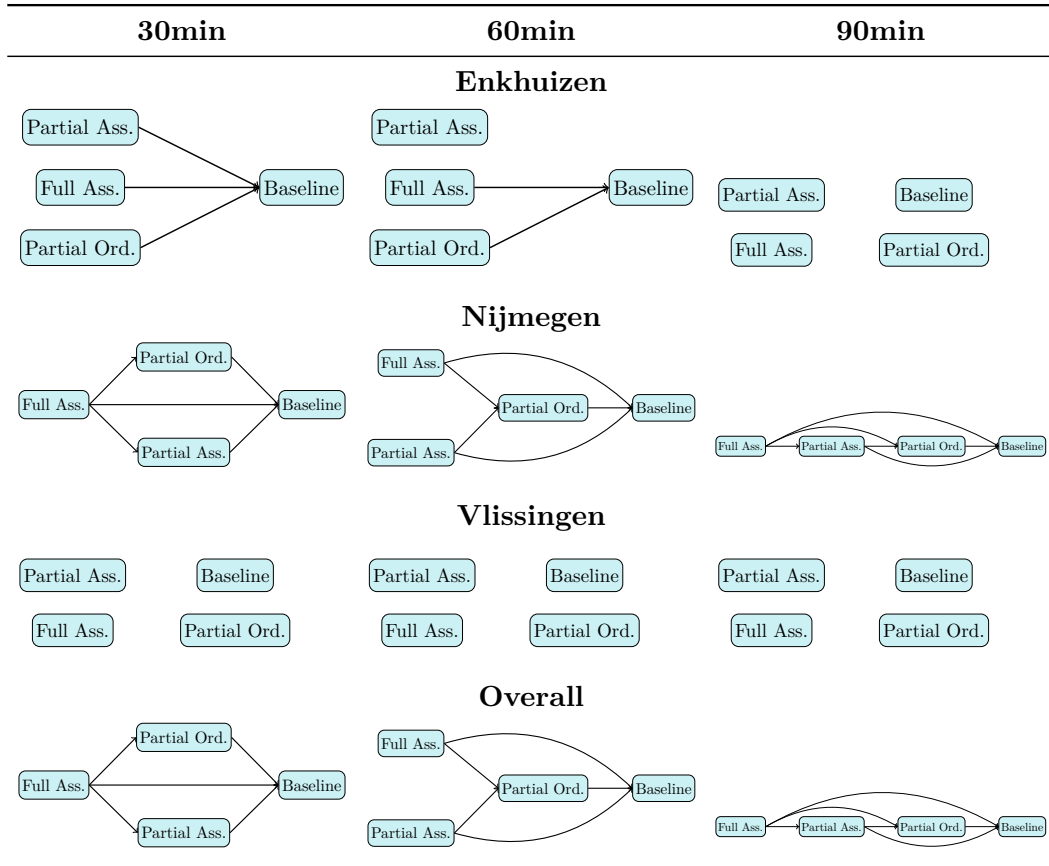 30min 60min 90min
Enkhuizen
Partial Ass. Partial Ass.
Full Ass. Baseline Full Ass. Baseline Partial Ass. Baseline
Partial Ord. Partial Ord. Full Ass. Partial Ord.
Nijmegen
Partial Ord. Full Ass.
Full Ass. Baseline Partial Ord. Baseline
Partial Ass. Partial Ass. Full Ass. Partial Ass. Partial Ord. Baseline
Vlissingen
Partial Ass. Baseline Partial Ass. Baseline Partial Ass. Baseline
Full Ass. Partial Ord. Full Ass. Partial Ord. Full Ass. Partial Ord.
Overall
Partial Ord. Full Ass.
Full Ass. Baseline Partial Ord. Baseline
Partial Ass. Partial Ass. Full Ass. Partial Ass. Partial Ord. Baseline